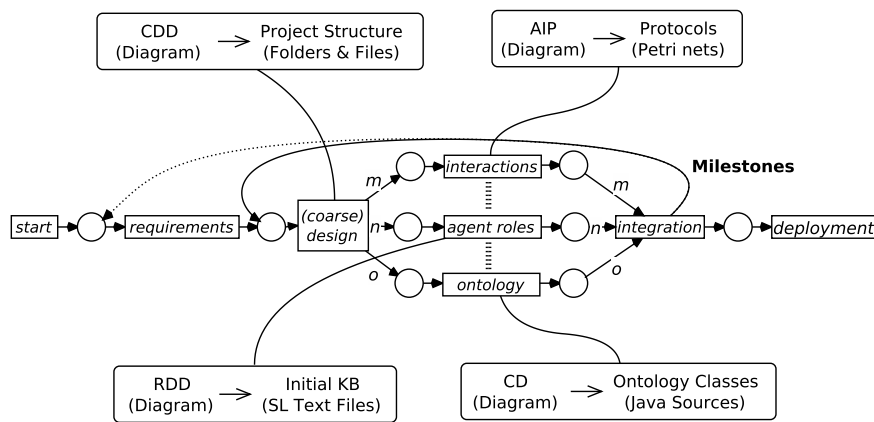 CDD
(Diagram)
Project Structure
(Folders & Files)
AIP
(Diagram)
Protocols
(Petri nets)
Milestones
m
interactions
m
start
requirements
(coarse)
design
n
agent roles
n
integration
deployment
o
ontology
o
RDD
(Diagram)
Initial KB
(SL Text Files)
CD
(Diagram)
Ontology Classes
(Java Sources)